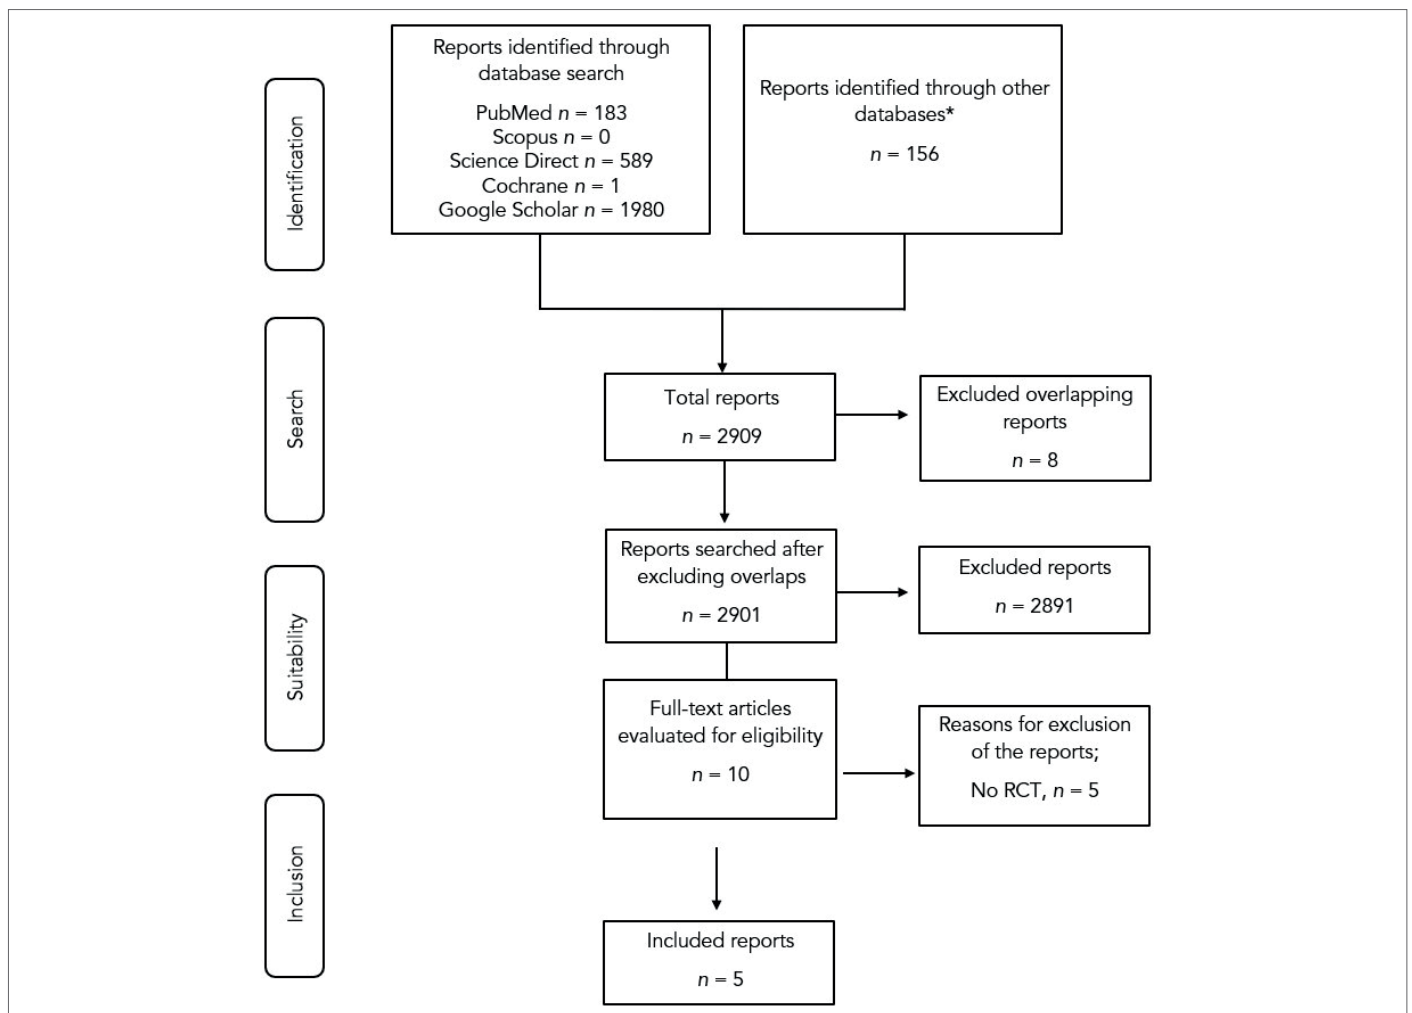 Reports identified through
database search
PubMed n = 183
Scopus n = 0
Science Direct n = 589
Cochrane n = 1
Google Scholar n = 1980
Reports identified through other
databases*
n = 156
Identification
Total reports
n = 2909
Excluded overlapping
reports
n = 8
Search
Reports searched after
excluding overlaps
n = 2901
Excluded reports
n = 2891
Suitability
Full-text articles
evaluated for eligibility
n = 10
Reasons for exclusion
of the reports;
No RCT, n = 5
Inclusion
Included reports
n = 5